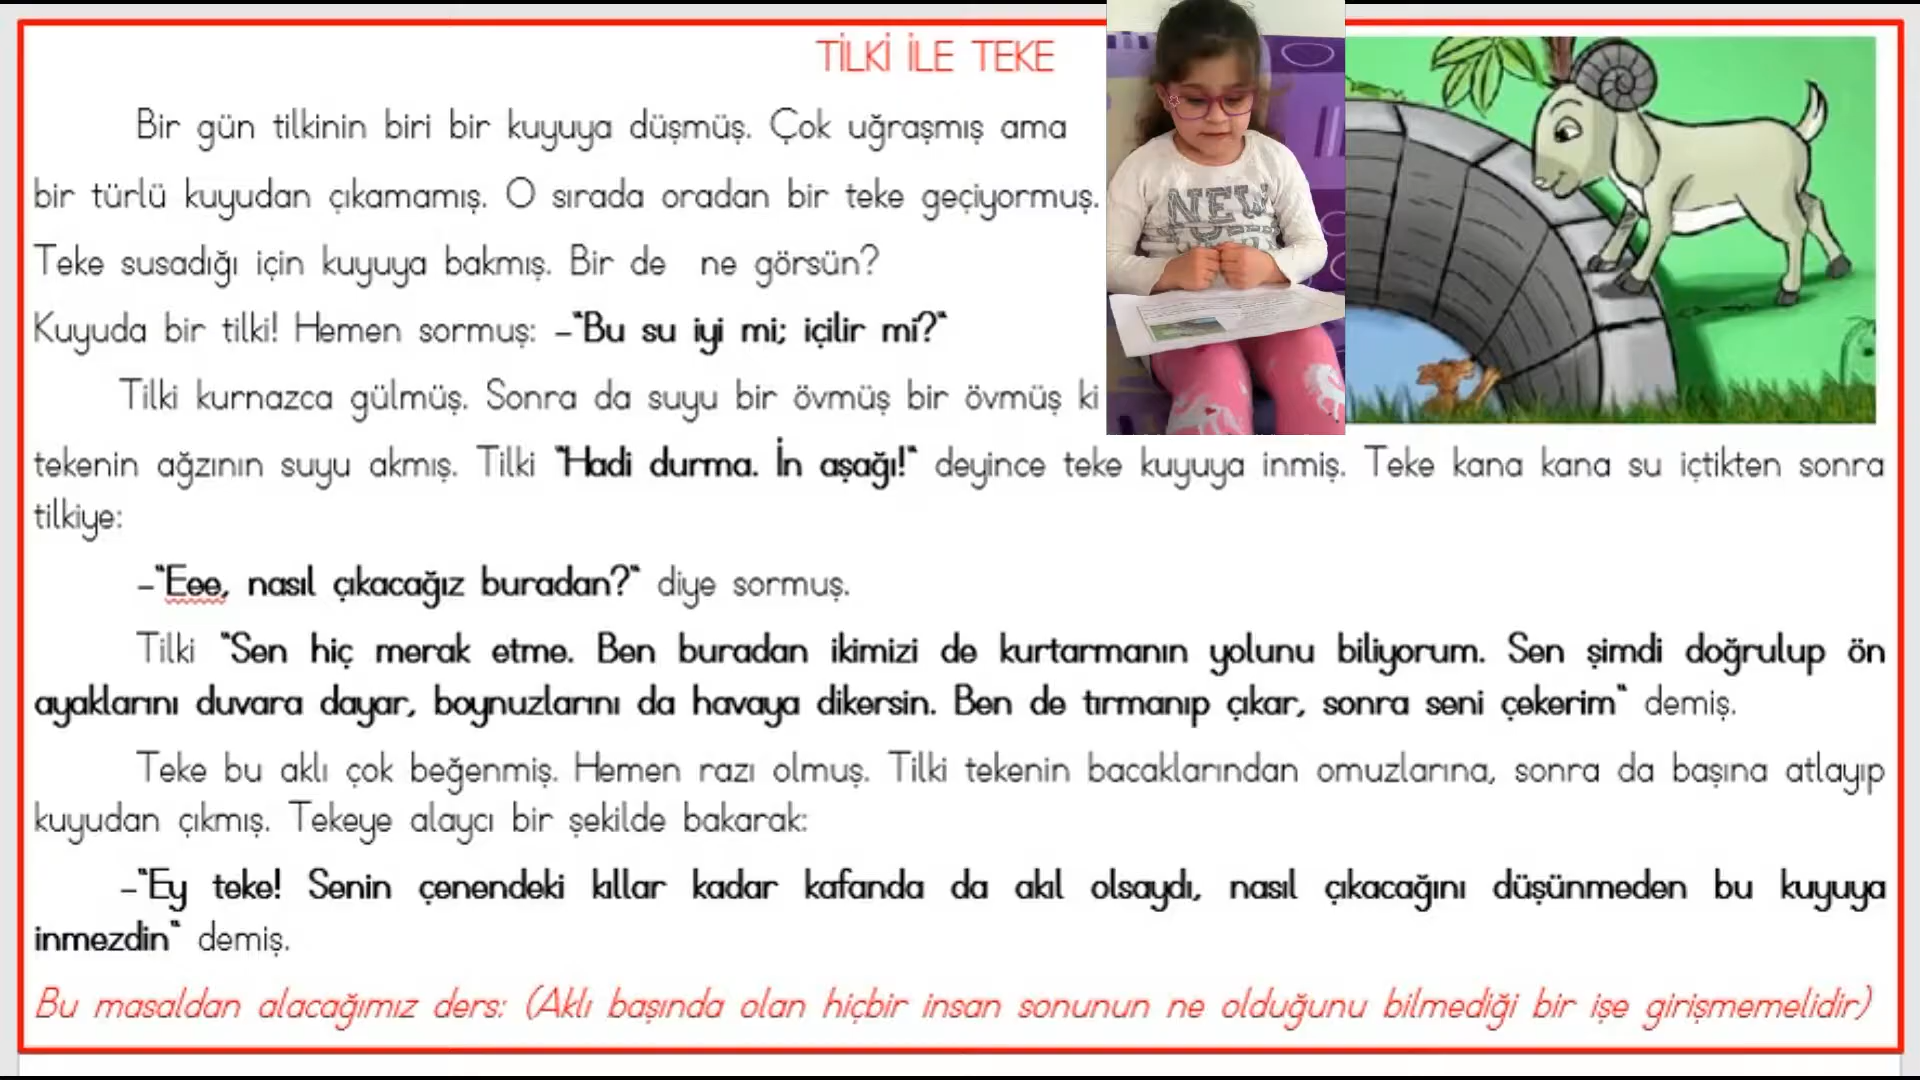 TİLKİ İLE TEKE
Bir gün tilkinin biri bir kuyuya düşmüş. Çok uğraşmış ama
bir türlü kuyudan çıkamamış. O sırada oradan bir teke geçiyormuş.
Teke susadığı için kuyuya bakmış. Bir de ne görsün?
Kuyuda bir tilki! Hemen sormuş: -"Bu su iyi mi; içilir mi?"
Tilki kurnazca gülmüş. Sonra da suyu bir övmüş bir övmüş ki
tekenin ağzının suyu akmış. Tilki "Hadi durma. İn aşağı!" deyince teke kuyuya inmiş. Teke kana kana su içtikten sonra
tilkiye:
-"Eee, nasıl çıkacağız buradan?" diye sormuş.
Tilki "Sen hiç merak etme. Ben buradan ikimizi de kurtarmanın yolunu biliyorum. Sen şimdi doğrulup ön
ayaklarını duvara dayar, boynuzlarını da havaya dikersin. Ben de tırmanıp çıkar, sonra seni çekerim" demiş.
Teke bu aklı çok beğenmiş. Hemen razı olmuş. Tilki tekenin bacaklarından omuzlarına, sonra da başına atlayıp
kuyudan çıkmış. Tekeye alaycı bir şekilde bakarak:
-"Ey teke! Senin çenendeki kıllar kadar kafanda da akıl olsaydı, nasıl çıkacağını düşünmeden bu kuyuya
inmezdin" demiş.
Bu masaldan alacağımız ders: (Aklı başında olan hiçbir insan sonunun ne olduğunu bilmediği bir işe girişmemelidir)
NEW